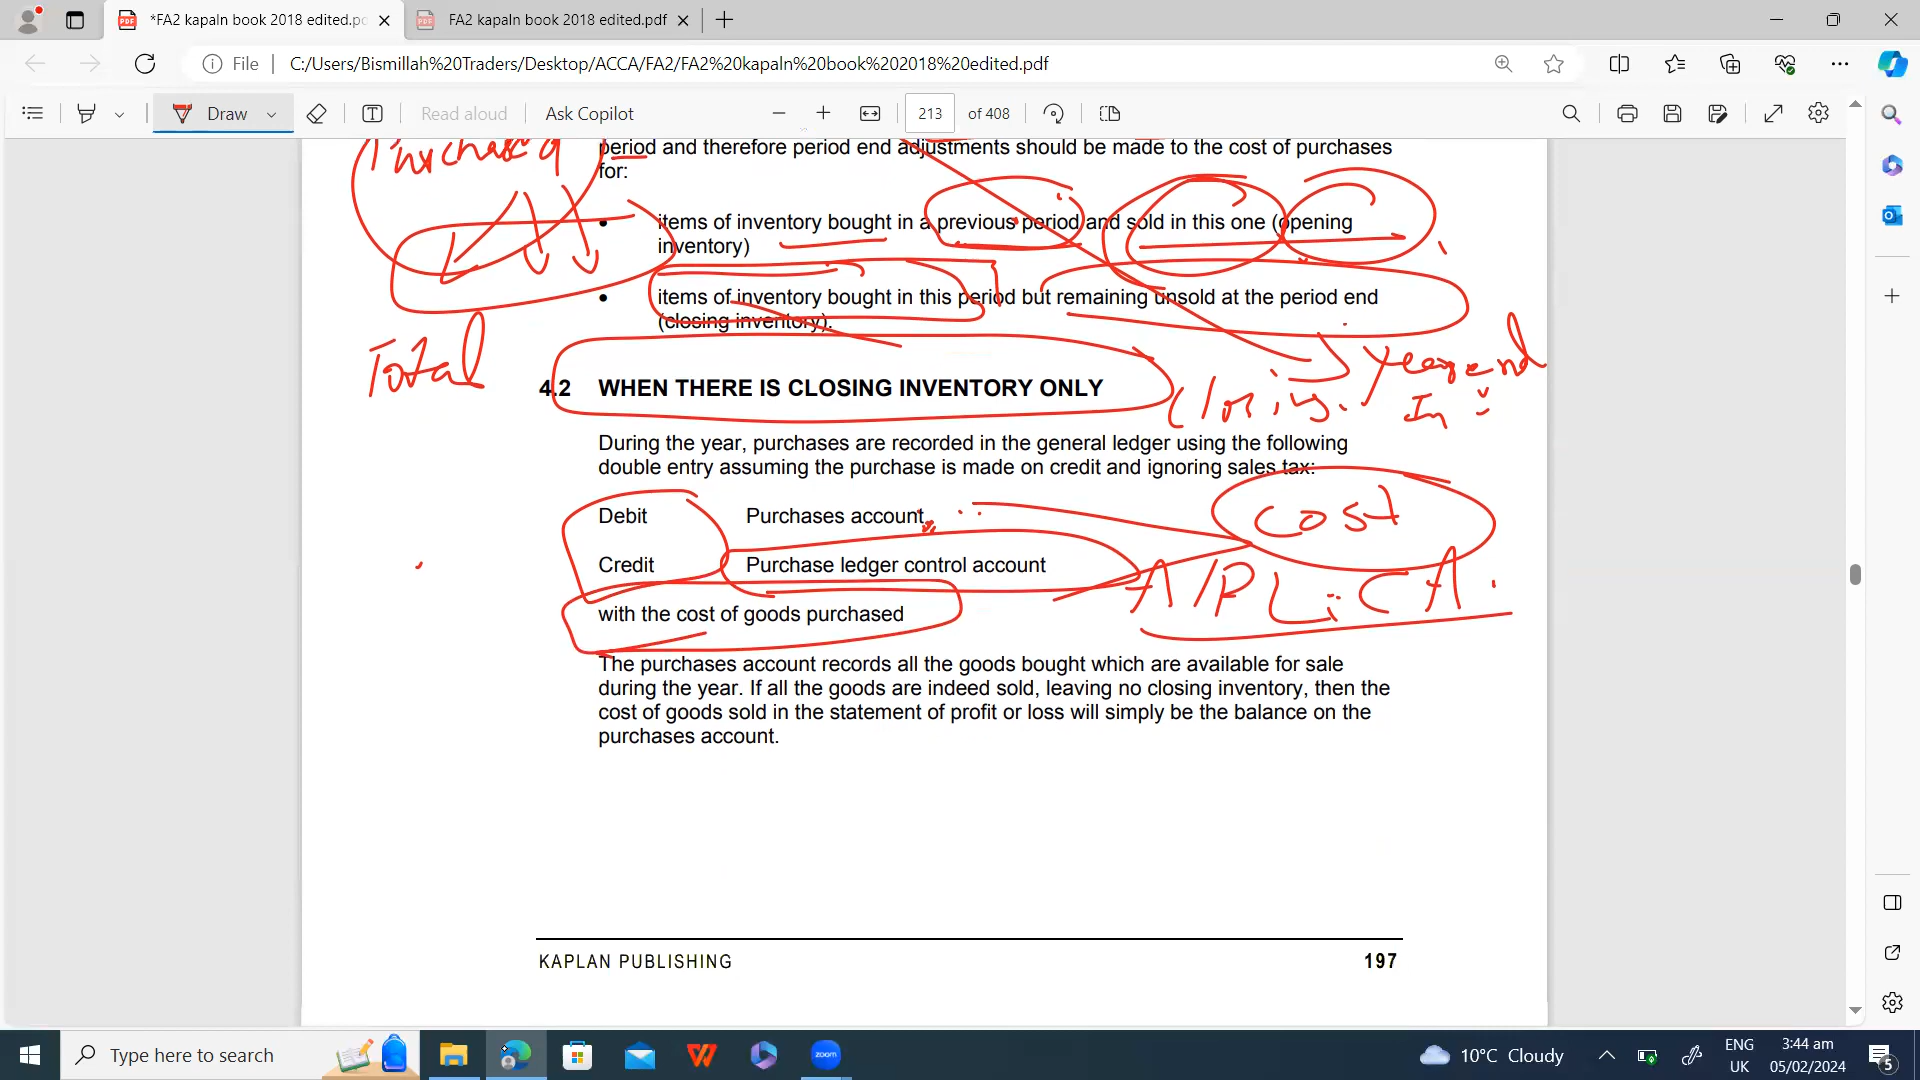 *FA2 kapaln book 2018 edited.pd
FA2 kapaln book 2018 edited.pdf
File
C:/Users/Bismillah%20Traders/Desktop/ACCA/FA2/FA2%20kapaln%20book%202018%20edited.pdf
Draw
Read aloud
Ask Copilot
213 of 408
Purchased
period and therefore period end adjustments should be made to the cost of purchases
for:
• items of inventory bought in a previous period and sold in this one (opening
inventory)
• items of inventory bought in this period but remaining unsold at the period end
(closing inventory).
Total
Year end
4.2 WHEN THERE IS CLOSING INVENTORY ONLY
Closing.
In
During the year, purchases are recorded in the general ledger using the following
double entry assuming the purchase is made on credit and ignoring sales tax:
Debit Purchases account
Cost
Credit Purchase ledger control account
A/P L.C A.
with the cost of goods purchased
The purchases account records all the goods bought which are available for sale
during the year. If all the goods are indeed sold, leaving no closing inventory, then the
cost of goods sold in the statement of profit or loss will simply be the balance on the
purchases account.
KAPLAN PUBLISHING 197
Type here to search
zoom
10°C Cloudy
ENG
UK
3:44 am
05/02/2024
5